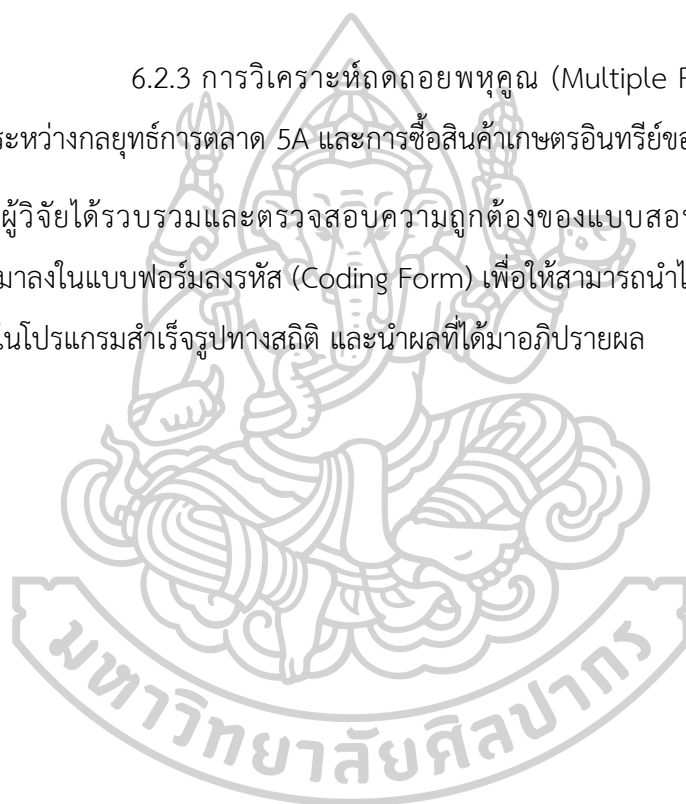 6.2.3 การวิเคราะห์ถดถอยพหุคูณ (Multiple
ระหว่างกลยุทธ์การตลาด 5A และการซื้อสินค้าเกษตรอินทรีย์ขอ
ผู้วิจัยได้รวบรวมและตรวจสอบความถูกต้องของแบบสอ
มาลงในแบบฟอร์มลงรหัส (Coding Form) เพื่อให้สามารถนำไ
ในโปรแกรมสำเร็จรูปทางสถิติ และนำผลที่ได้มาอภิปรายผล
มหาวิทยาลัยศิลปากร